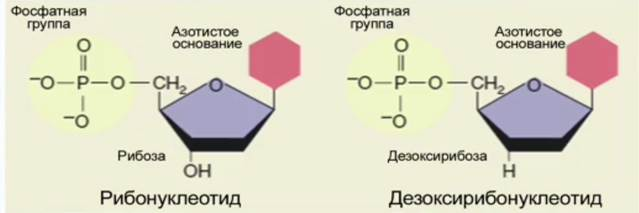 Фосфатная
группа
Азотистое
основание
O
⁻O–P–O–CH₂
O
⁻O
Рибоза
OH
Рибонуклеотид
Фосфатная
группа
Азотистое
основание
O
⁻O–P–O–CH₂
O
⁻O
Дезоксирибоза
H
Дезоксирибонуклеотид